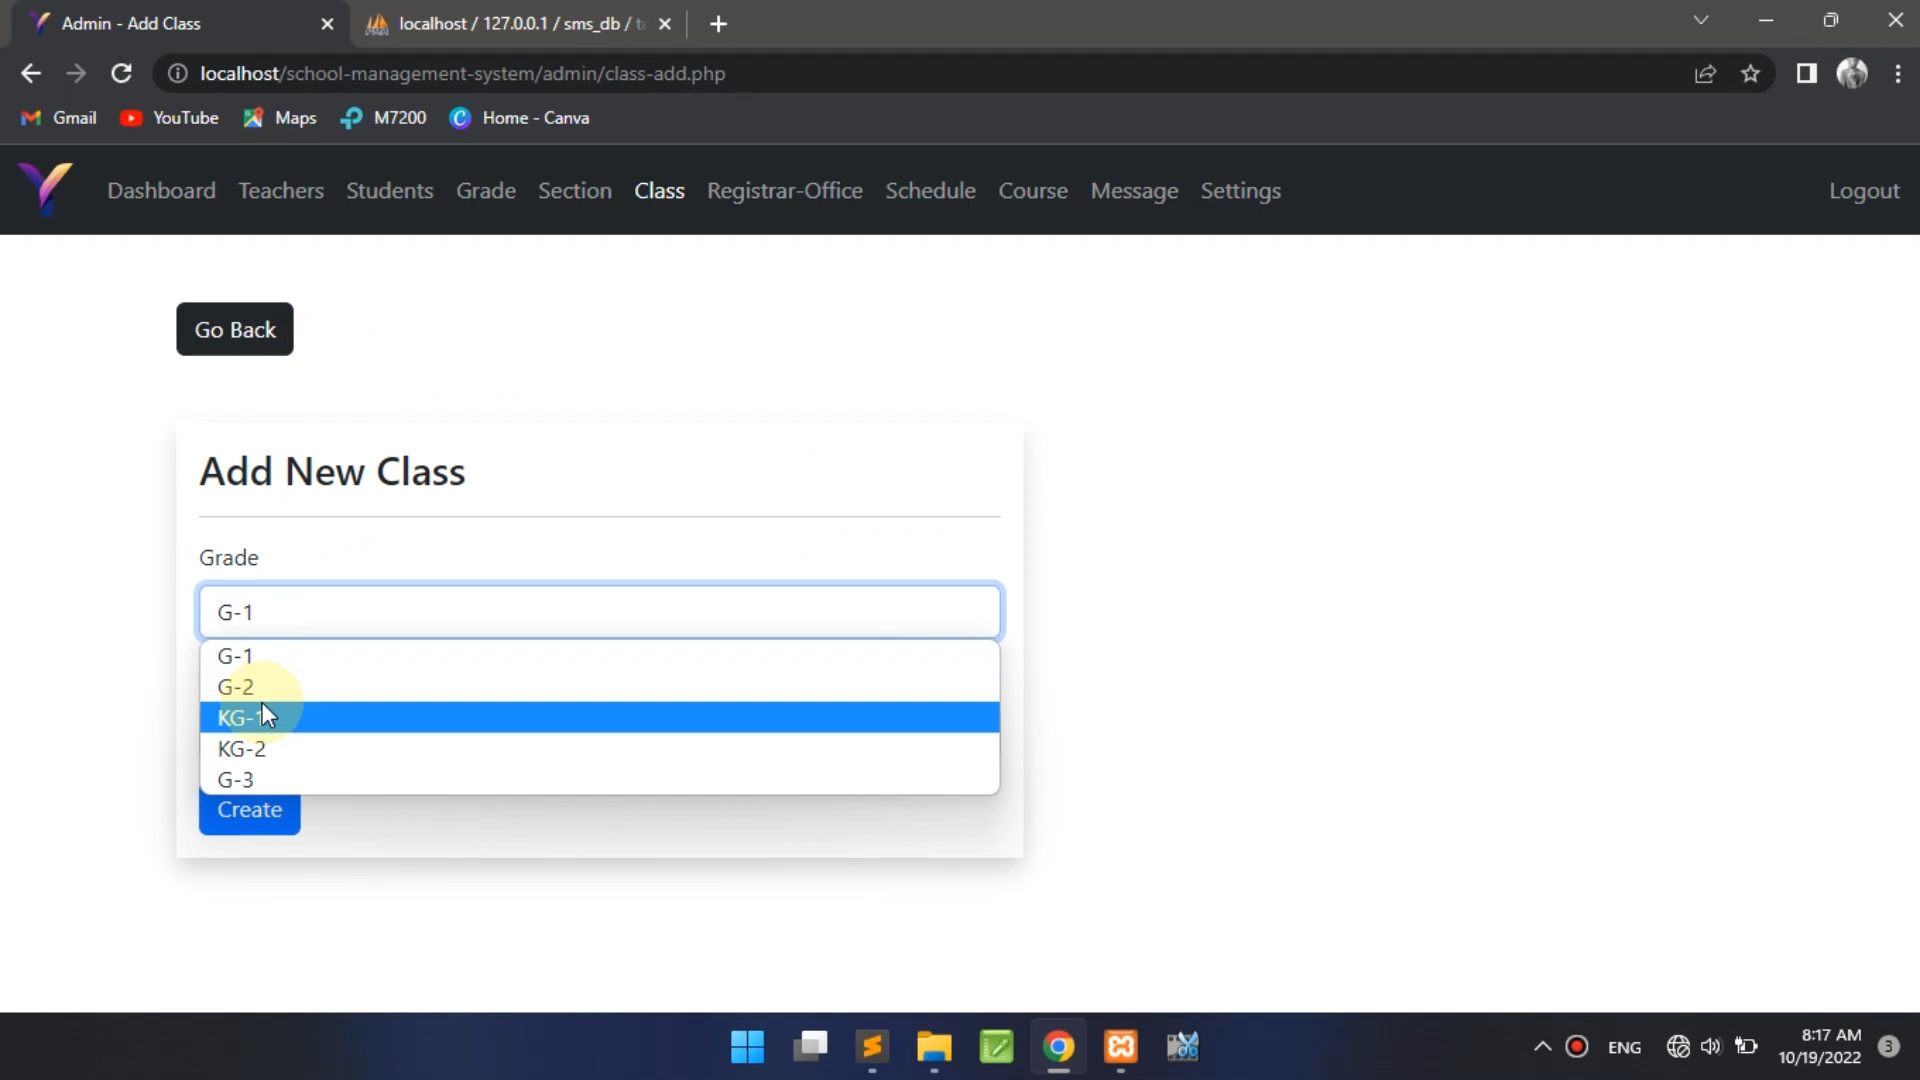 Admin - Add Class
localhost / 127.0.0.1 / sms_db / t
localhost/school-management-system/admin/class-add.php
Gmail YouTube Maps M7200 Home - Canva
Dashboard Teachers Students Grade Section Class Registrar-Office Schedule Course Message Settings Logout
Go Back
Add New Class
Grade
G-1
G-1
G-2
KG-1
KG-2
G-3
Create
ENG
8:17 AM
10/19/2022
3